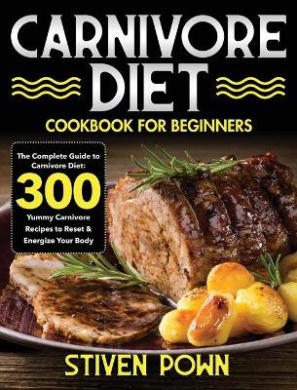 CARNIVORE
DIET
COOKBOOK FOR BEGINNERS
The Complete Guide to
Carnivore Diet:
300
Yummy Carnivore
Recipes to Reset &
Energize Your Body
STIVEN POWN